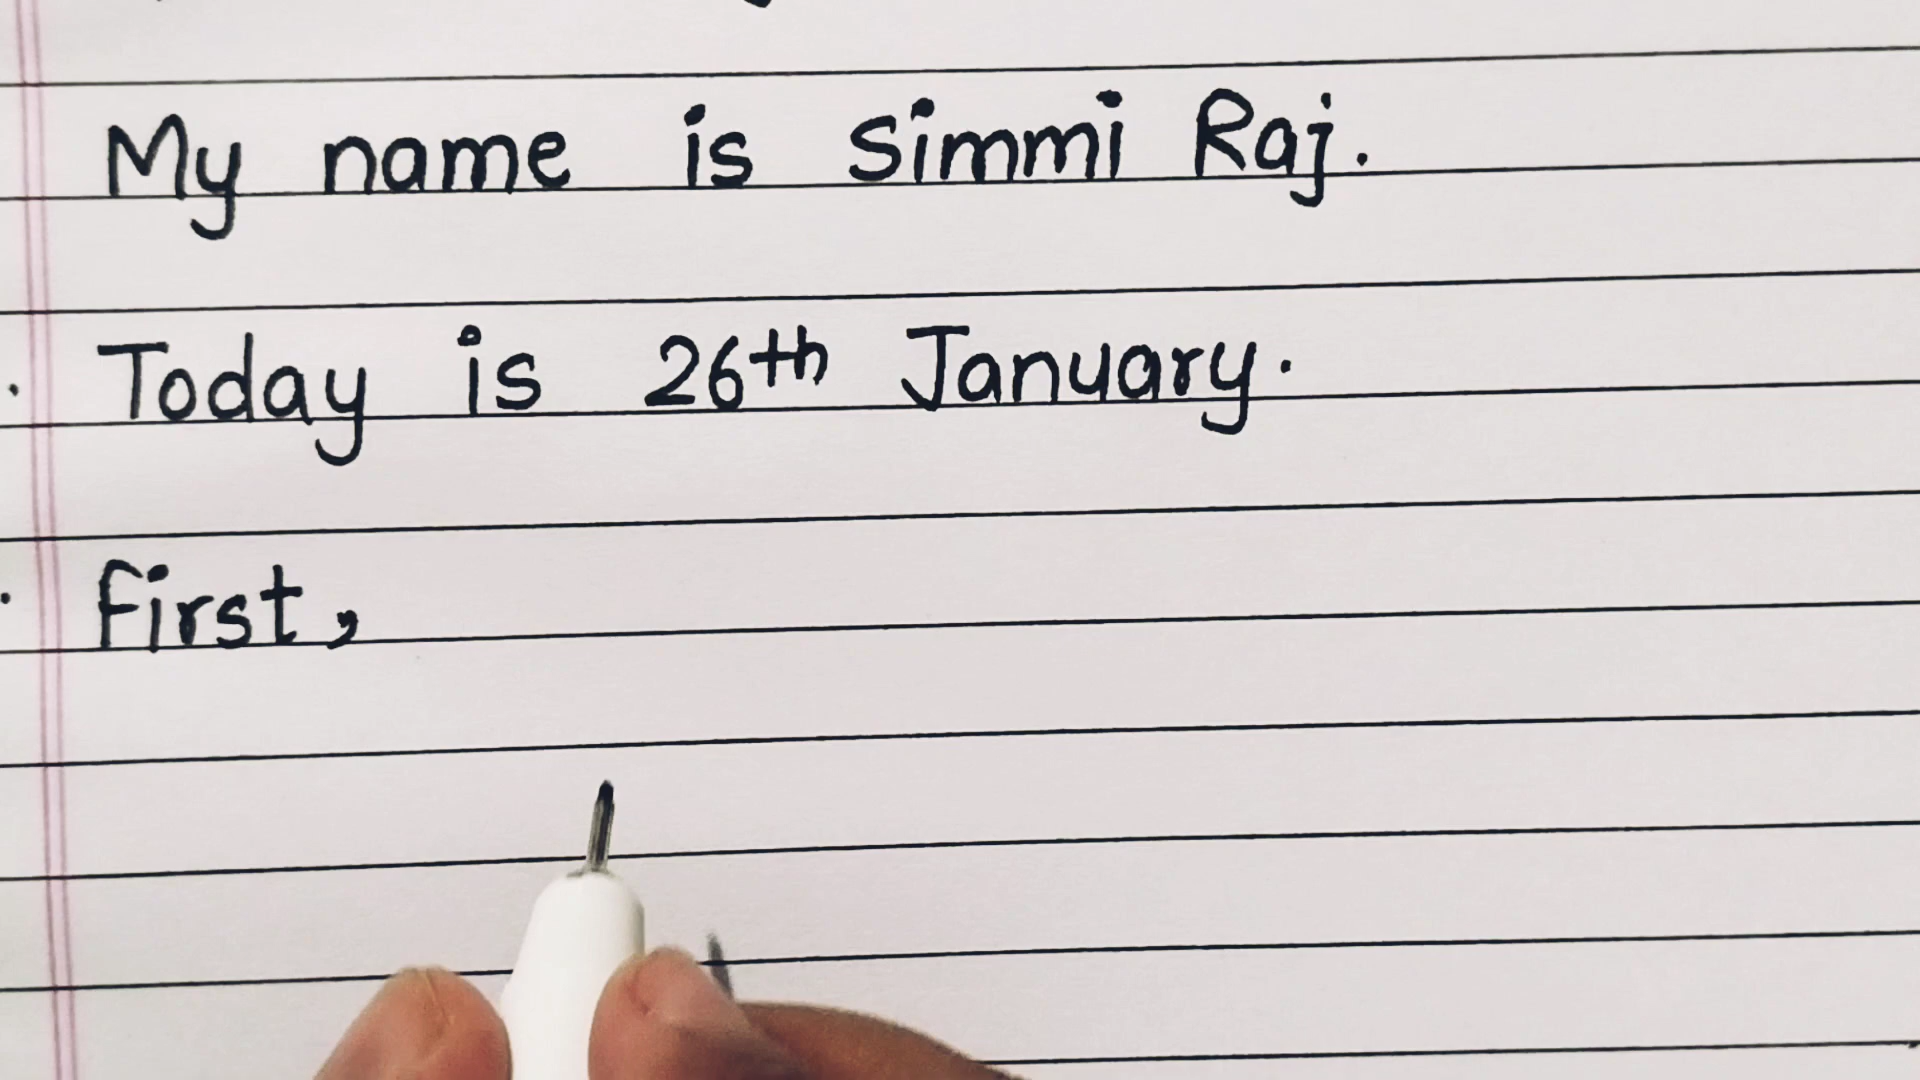 My name is Simmi Raj.
Today is 26th January.
first,